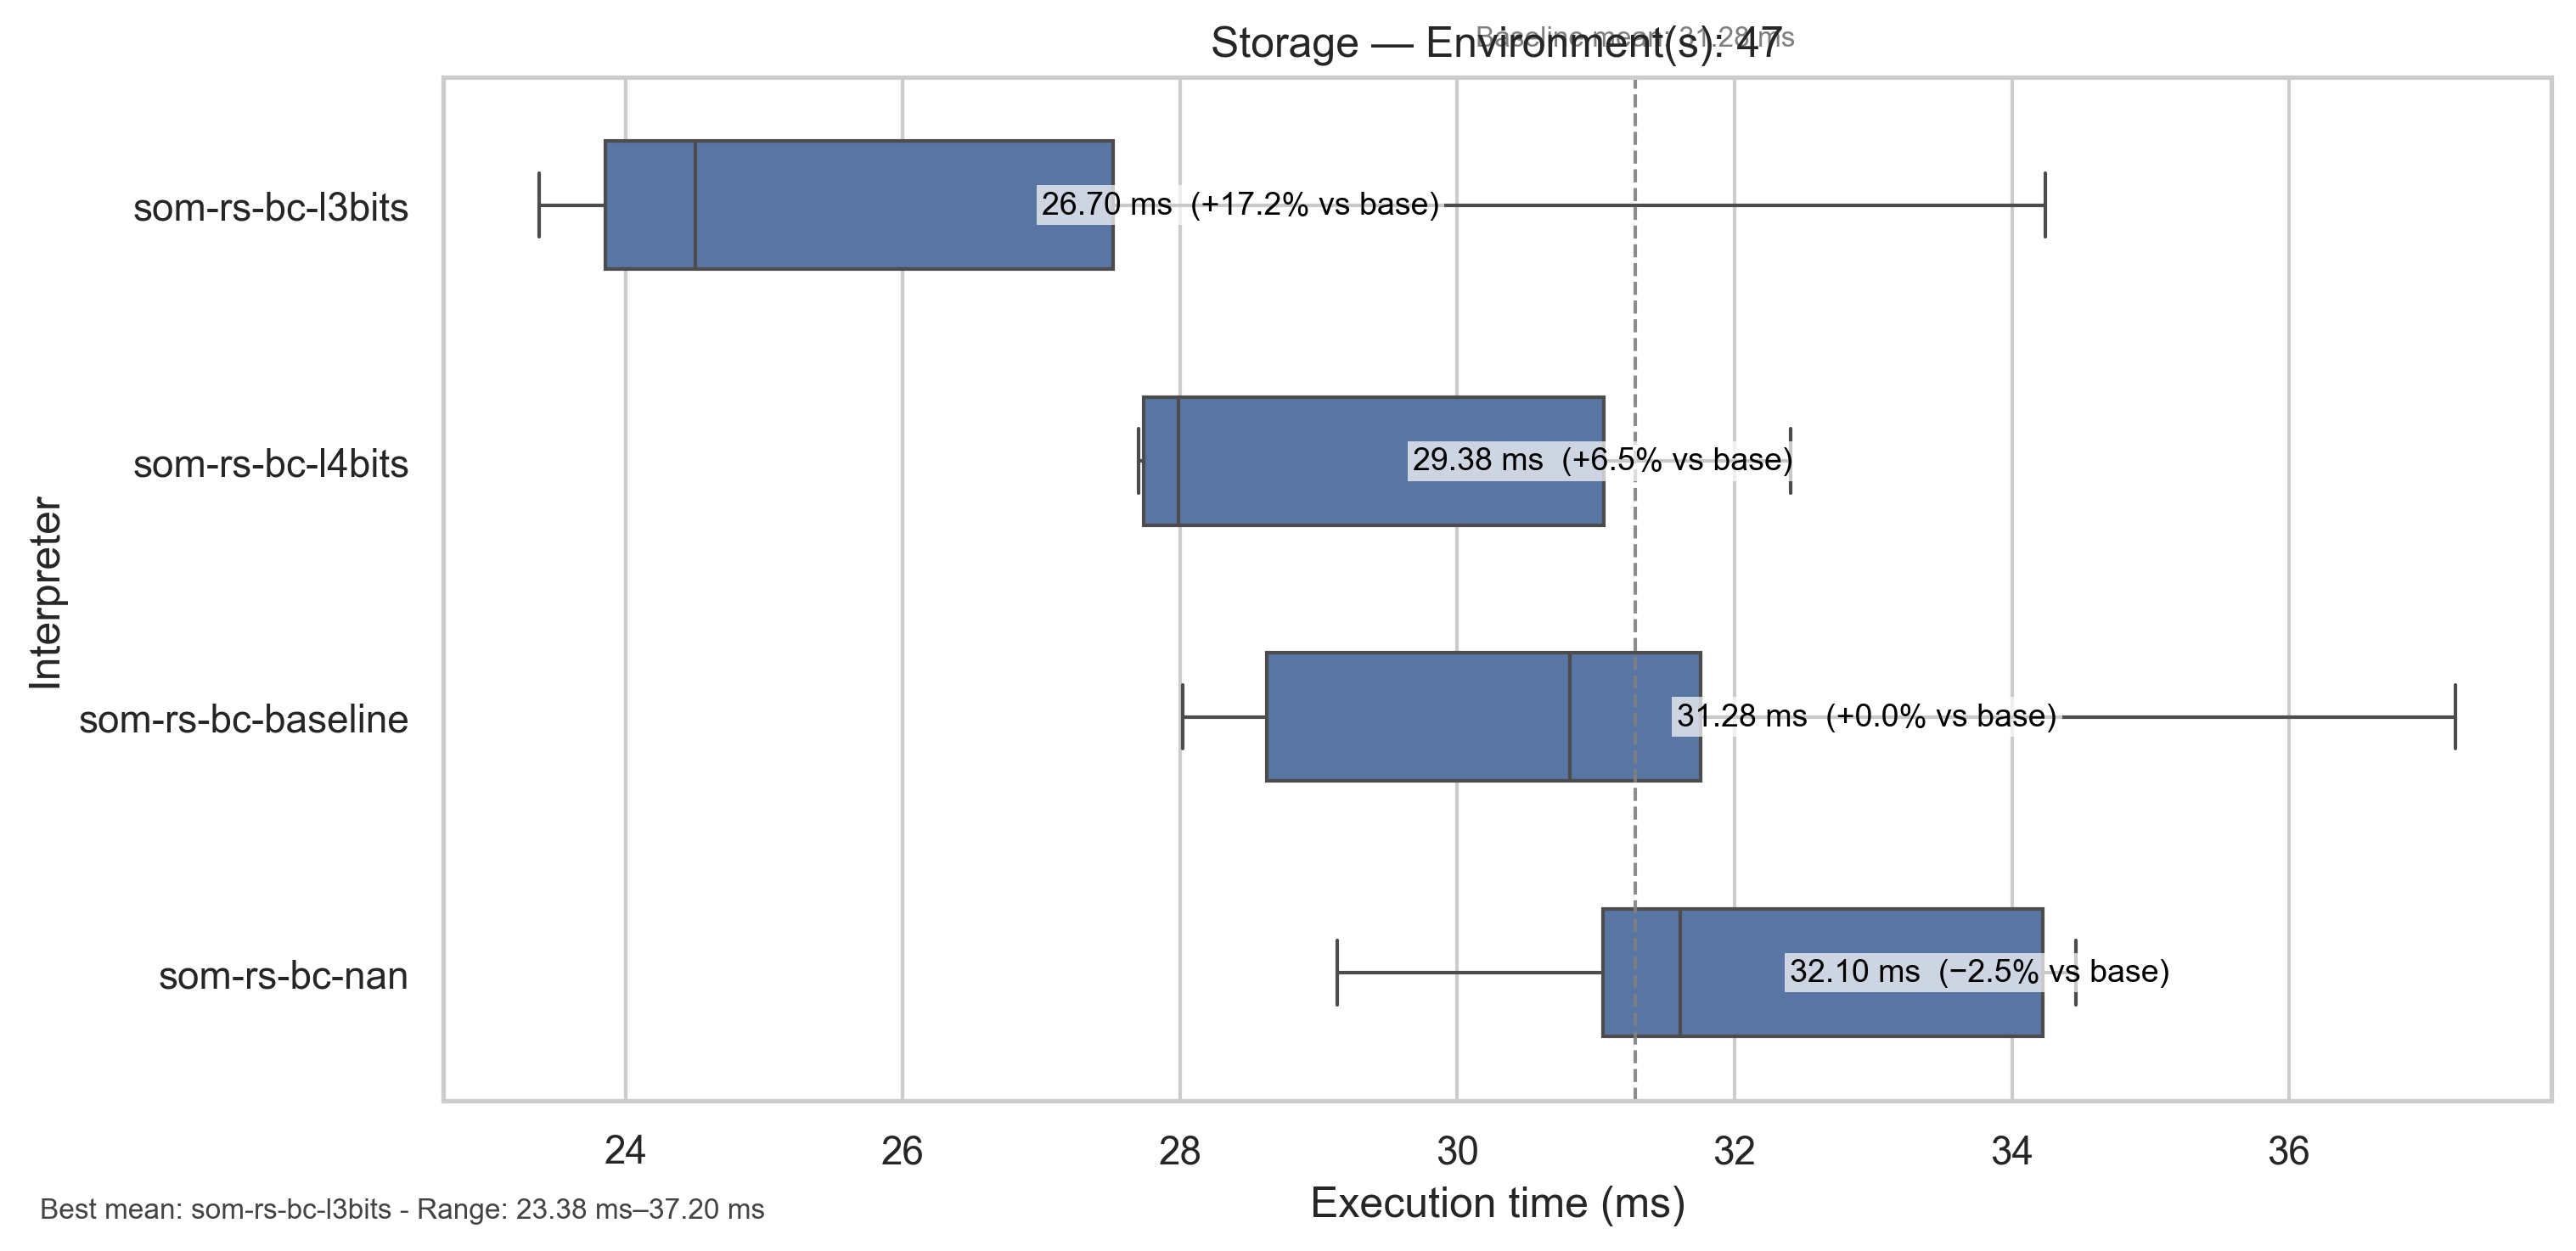 Storage — Environment(s): 47
Baseline mean: 31.28 ms
Interpreter
som-rs-bc-l3bits
26.70 ms (+17.2% vs base)
som-rs-bc-l4bits
29.38 ms (+6.5% vs base)
som-rs-bc-baseline
31.28 ms (+0.0% vs base)
som-rs-bc-nan
32.10 ms (−2.5% vs base)
24 26 28 30 32 34 36
Execution time (ms)
Best mean: som-rs-bc-l3bits - Range: 23.38 ms–37.20 ms